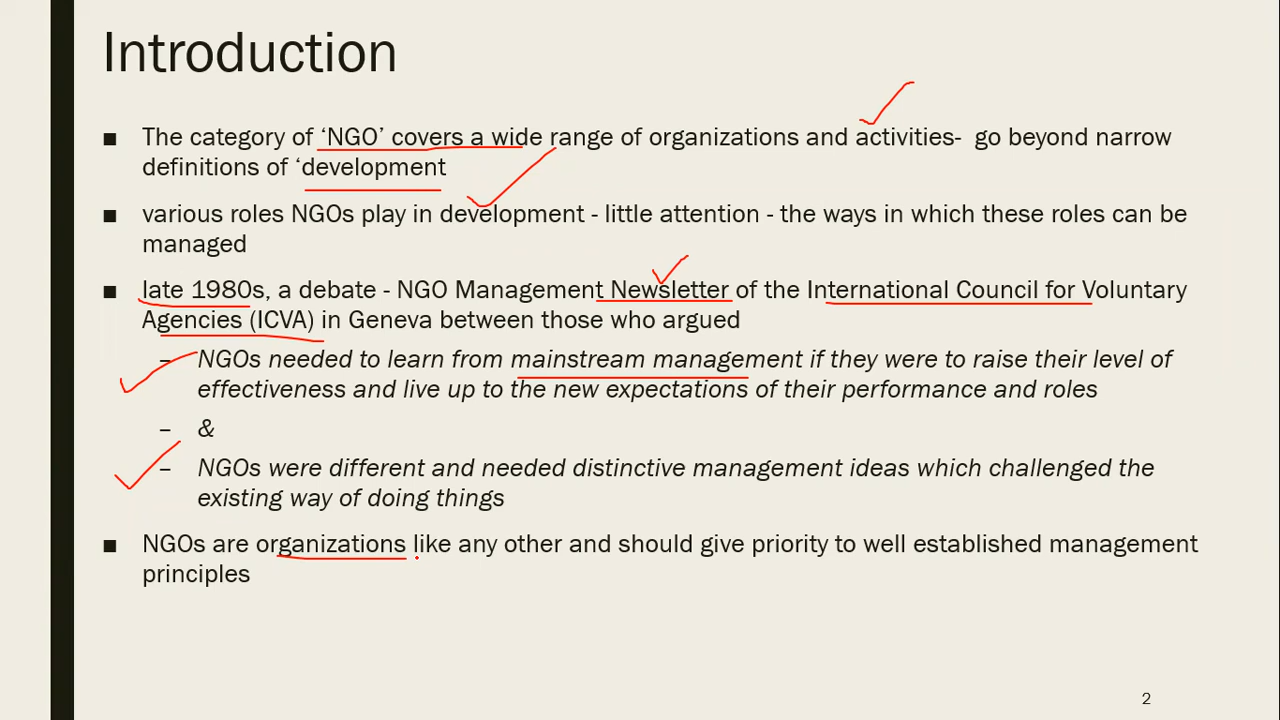 Introduction
■ The category of ‘NGO’ covers a wide range of organizations and activities- go beyond narrow
definitions of ‘development
■ various roles NGOs play in development - little attention - the ways in which these roles can be
managed
■ late 1980s, a debate - NGO Management Newsletter of the International Council for Voluntary
Agencies (ICVA) in Geneva between those who argued
– NGOs needed to learn from mainstream management if they were to raise their level of
effectiveness and live up to the new expectations of their performance and roles
– &
– NGOs were different and needed distinctive management ideas which challenged the
existing way of doing things
■ NGOs are organizations like any other and should give priority to well established management
principles
2